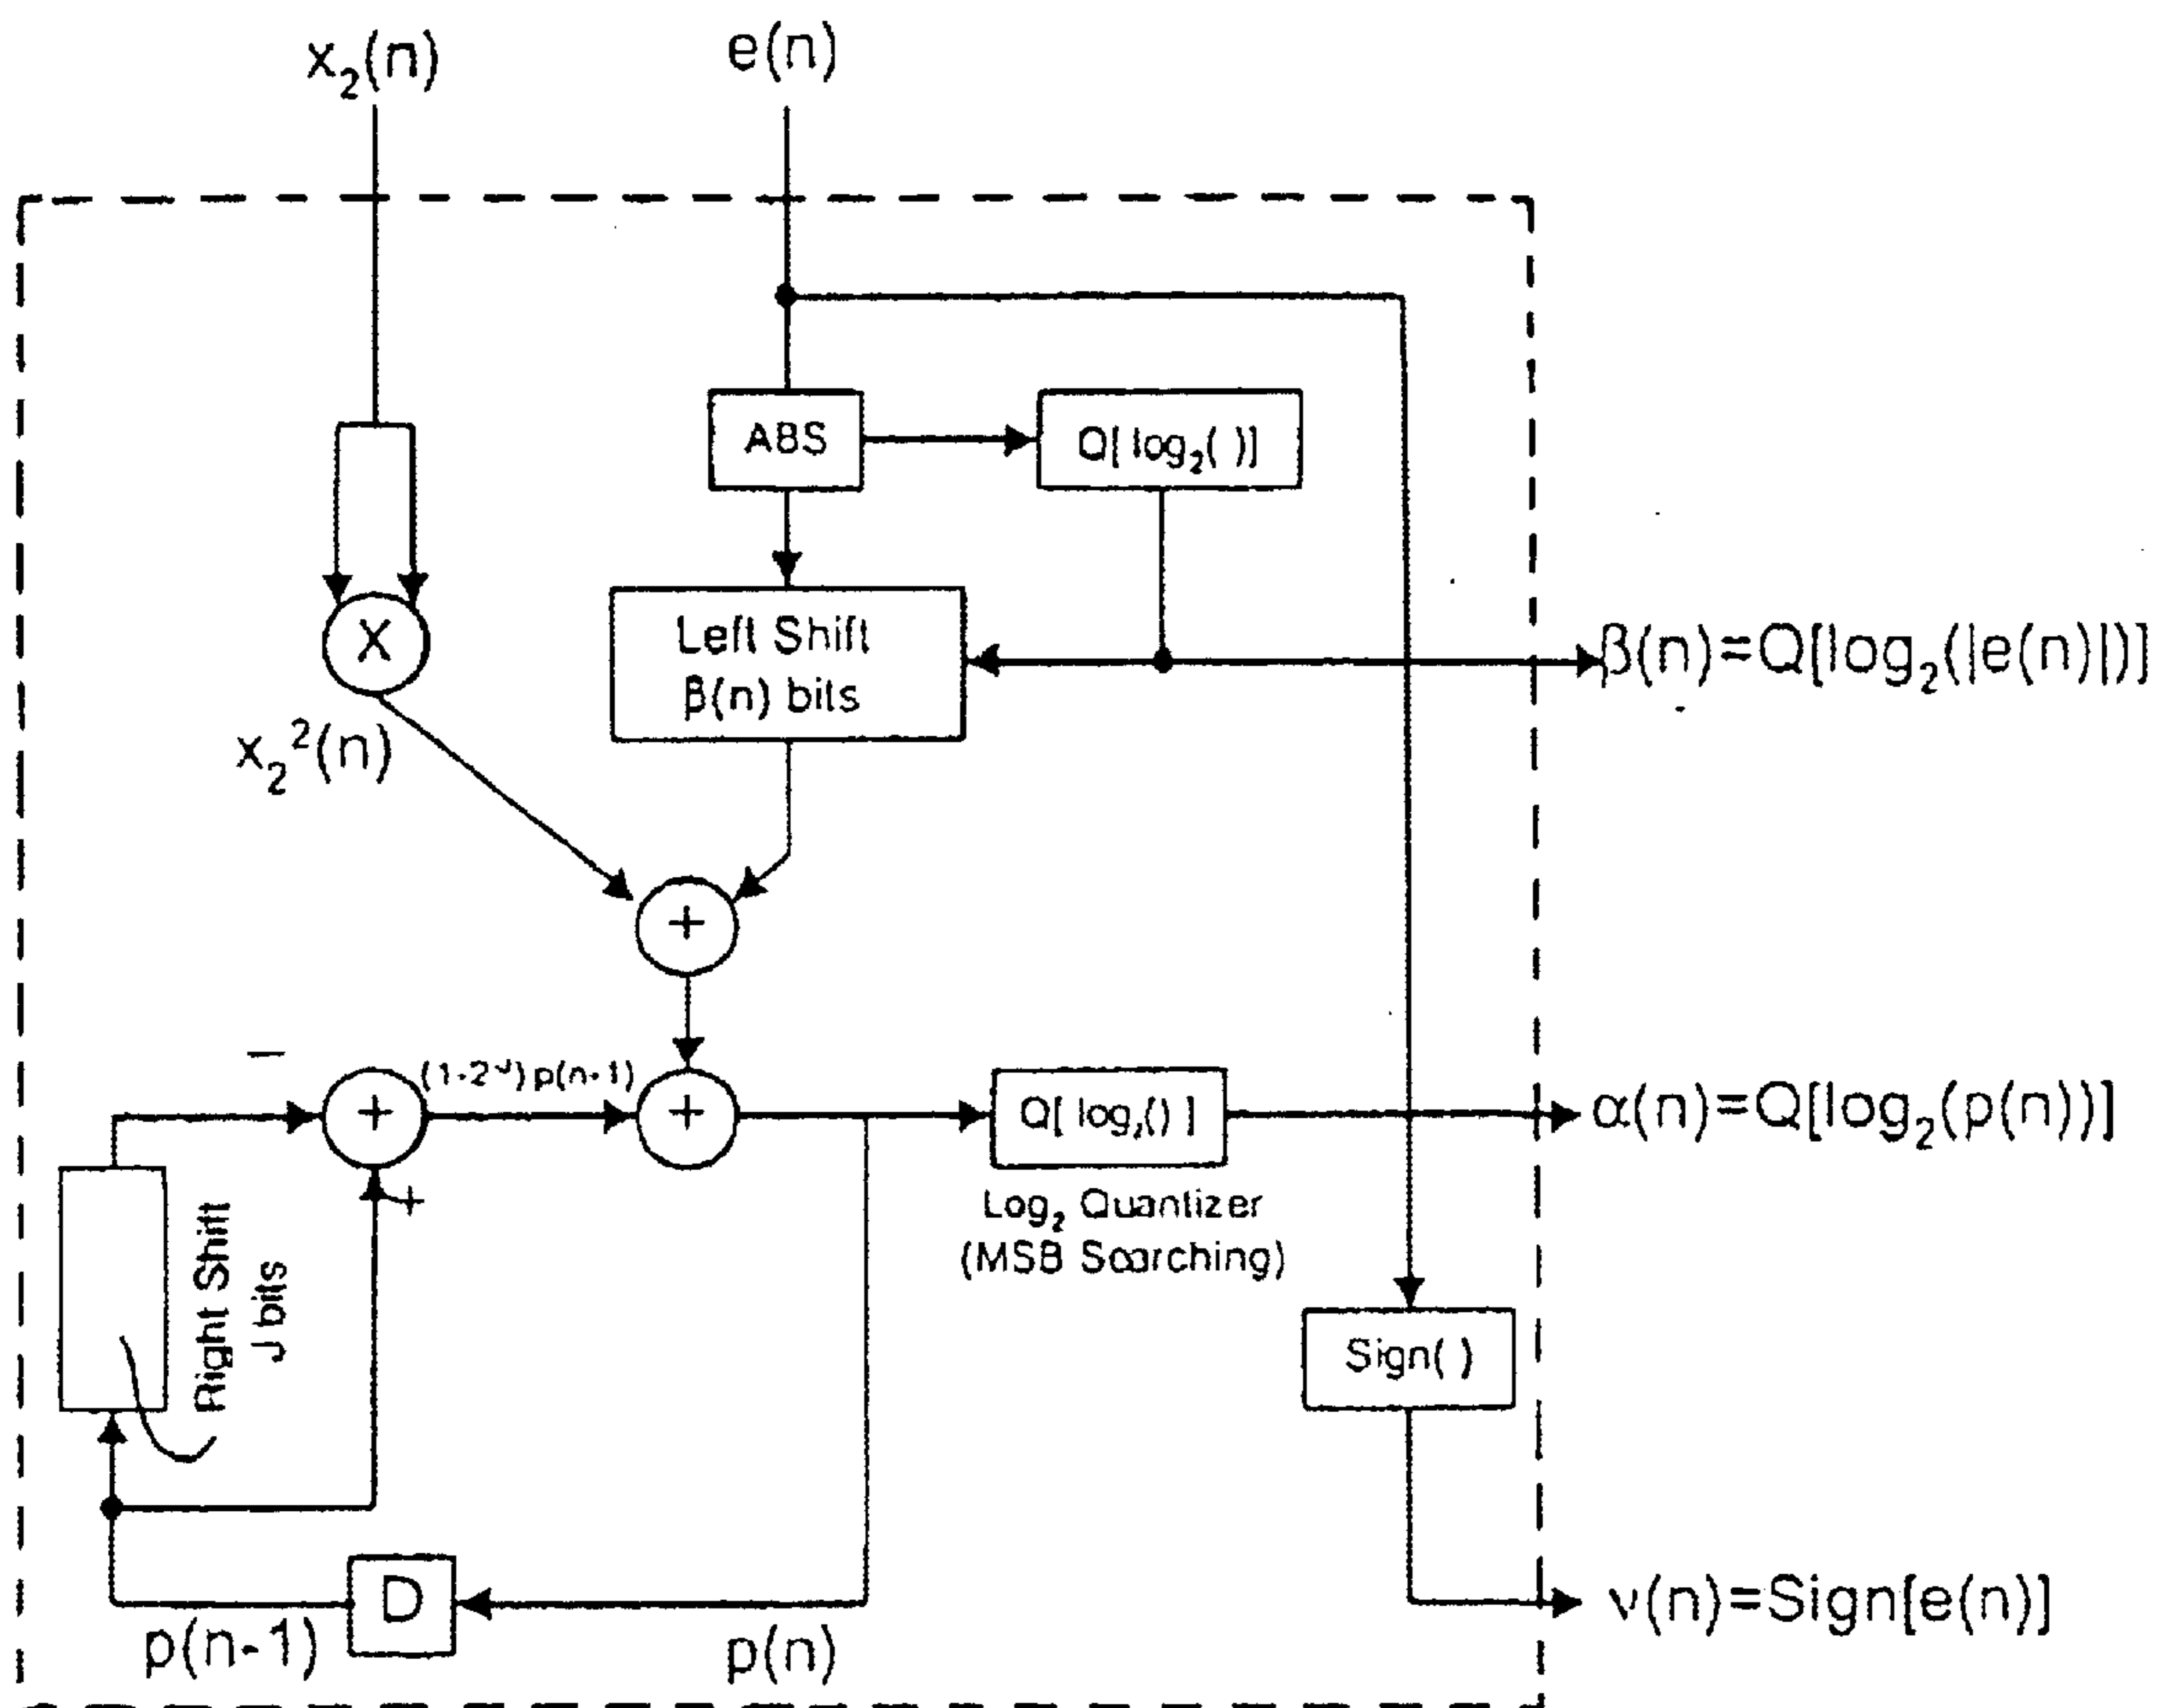 x₂(n)
e(n)
ABS
Q[ log₂( )]
Left Shift
β(n) bits
β(n)=Q[log₂(|e(n)|)]
X
x₂²(n)
+
−
+
(1-2⁻ᴶ)p(n-1)
+
Q[ log₂() ]
α(n)=Q[log₂(p(n))]
+
Log₂ Quantizer
(MSB Searching)
Right Shift
J bits
Sign( )
D
ν(n)=Sign[e(n)]
p(n-1)
p(n)